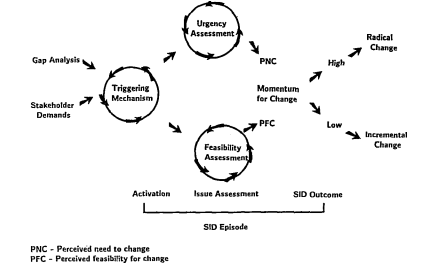 Urgency
Assessment
Radical
Change
Gap Analysis
PNC
High
Triggering
Mechanism
Momentum
for Change
Stakeholder
Demands
PFC
Low
Incremental
Change
Feasibility
Assessment
Activation
Issue Assessment
SID Outcome
SID Episode
PNC - Perceived need to change
PFC - Perceived feasibility for change